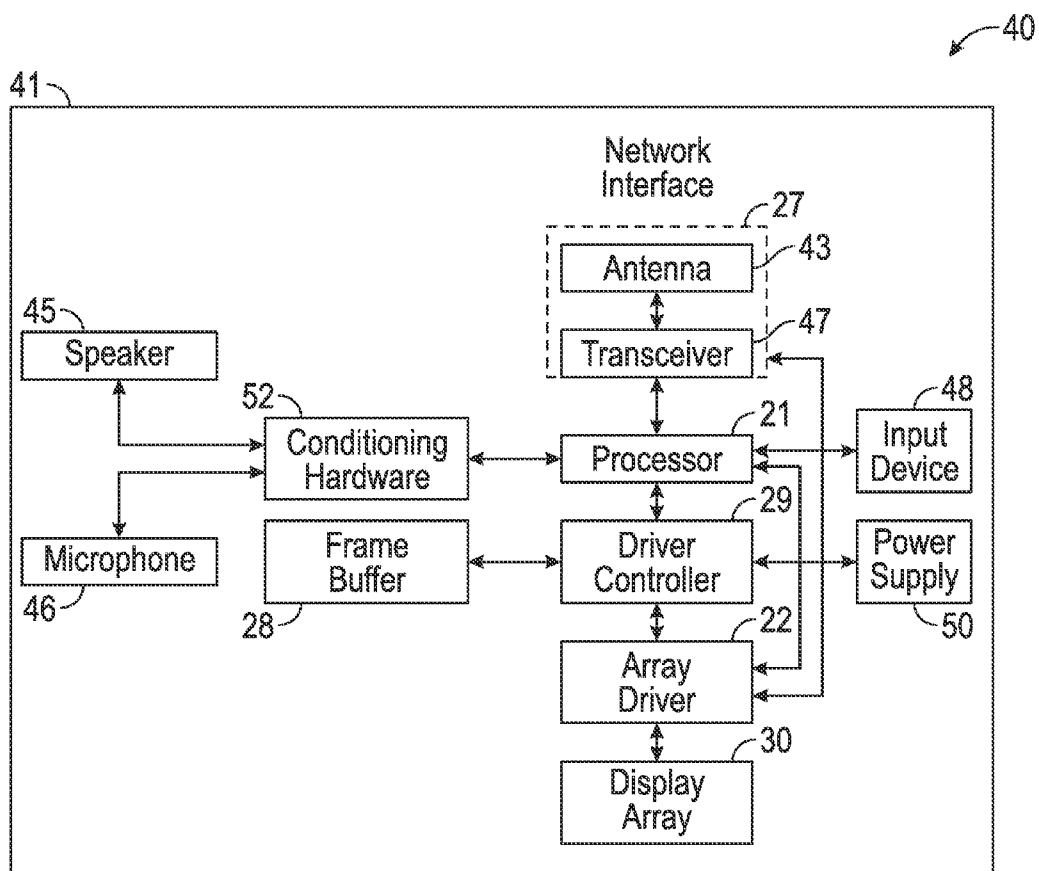 40
41
Network
Interface
27
Antenna
43
45
Speaker
Transceiver
47
52
Conditioning
Hardware
21
Processor
48
Input
Device
Microphone
46
Frame
Buffer
28
29
Driver
Controller
Power
Supply
50
22
Array
Driver
30
Display
Array